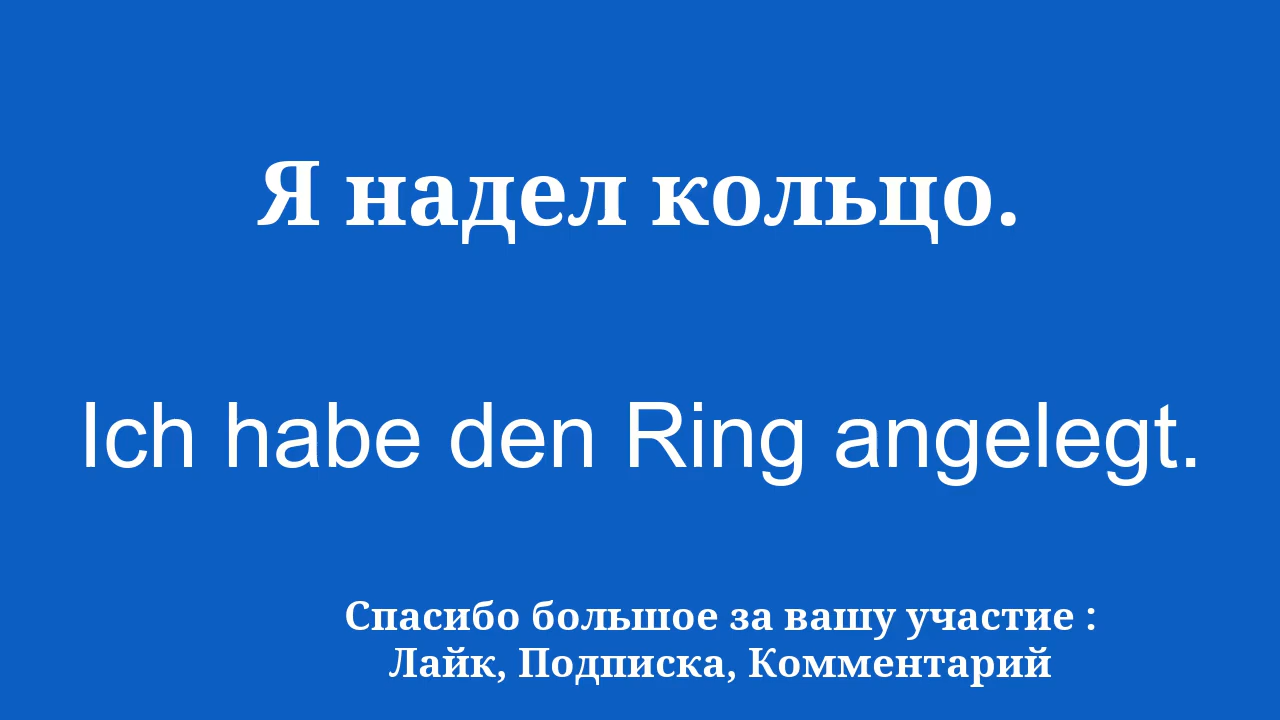 Я надел кольцо.
Ich habe den Ring angelegt.
Спасибо большое за вашу участие :
Лайк, Подписка, Комментарий